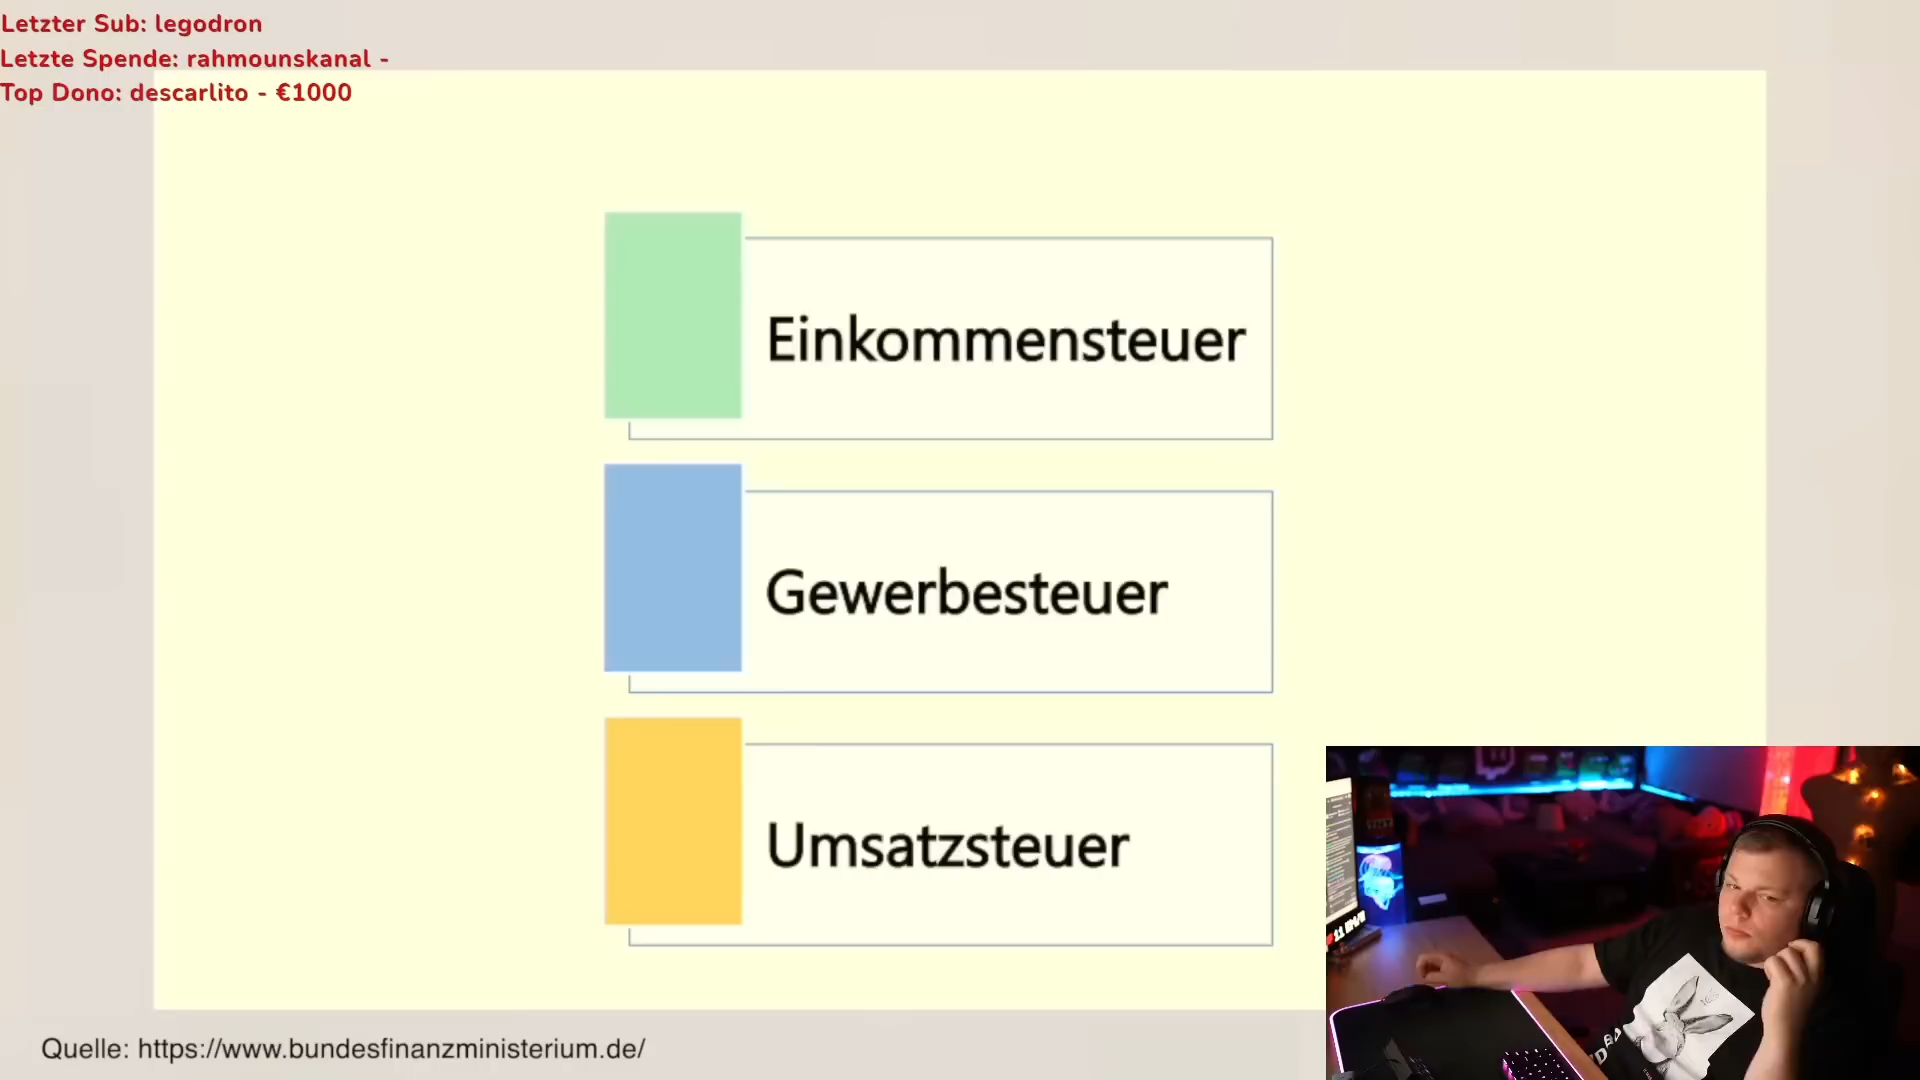 Letzter Sub: legodron
Letzte Spende: rahmounskanal -
Top Dono: descarlito - €1000
Einkommensteuer
Gewerbesteuer
Umsatzsteuer
Quelle: https://www.bundesfinanzministerium.de/